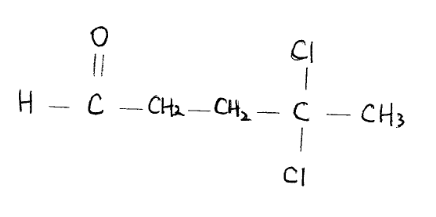 O
Cl
H — C — CH₂ — CH₂ — C — CH₃
Cl